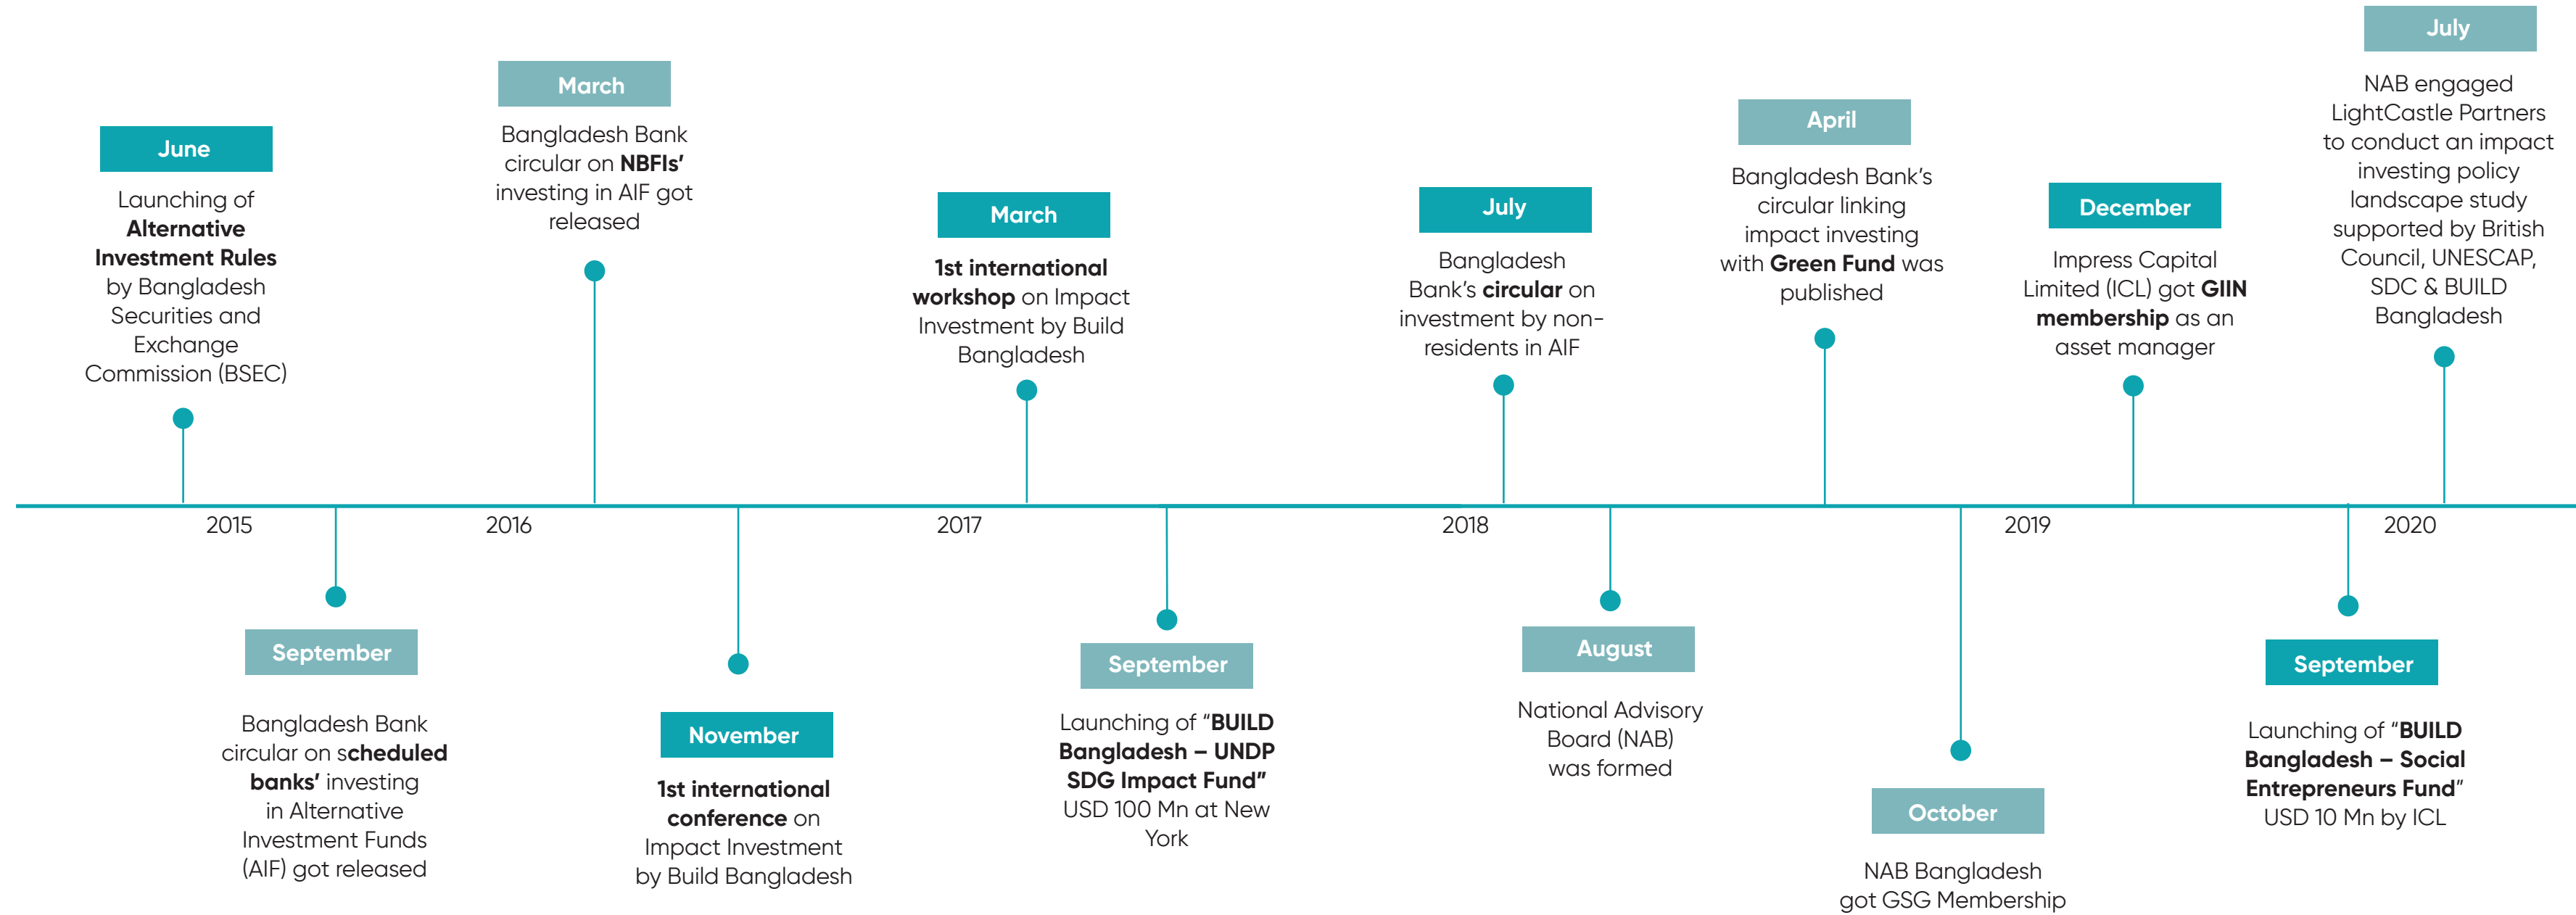 June
Launching of
Alternative
Investment Rules
by Bangladesh
Securities and
Exchange
Commission (BSEC)
March
Bangladesh Bank
circular on NBFIs’
investing in AIF got
released
March
1st international
workshop on Impact
Investment by Build
Bangladesh
July
Bangladesh
Bank’s circular on
investment by non-
residents in AIF
April
Bangladesh Bank’s
circular linking
impact investing
with Green Fund was
published
December
Impress Capital
Limited (ICL) got GIIN
membership as an
asset manager
July
NAB engaged
LightCastle Partners
to conduct an impact
investing policy
landscape study
supported by British
Council, UNESCAP,
SDC & BUILD
Bangladesh
2015
2016
2017
2018
2019
2020
September
Bangladesh Bank
circular on scheduled
banks’ investing
in Alternative
Investment Funds
(AIF) got released
November
1st international
conference on
Impact Investment
by Build Bangladesh
September
Launching of “BUILD
Bangladesh – UNDP
SDG Impact Fund”
USD 100 Mn at New
York
August
National Advisory
Board (NAB)
was formed
October
NAB Bangladesh
got GSG Membership
September
Launching of “BUILD
Bangladesh – Social
Entrepreneurs Fund”
USD 10 Mn by ICL